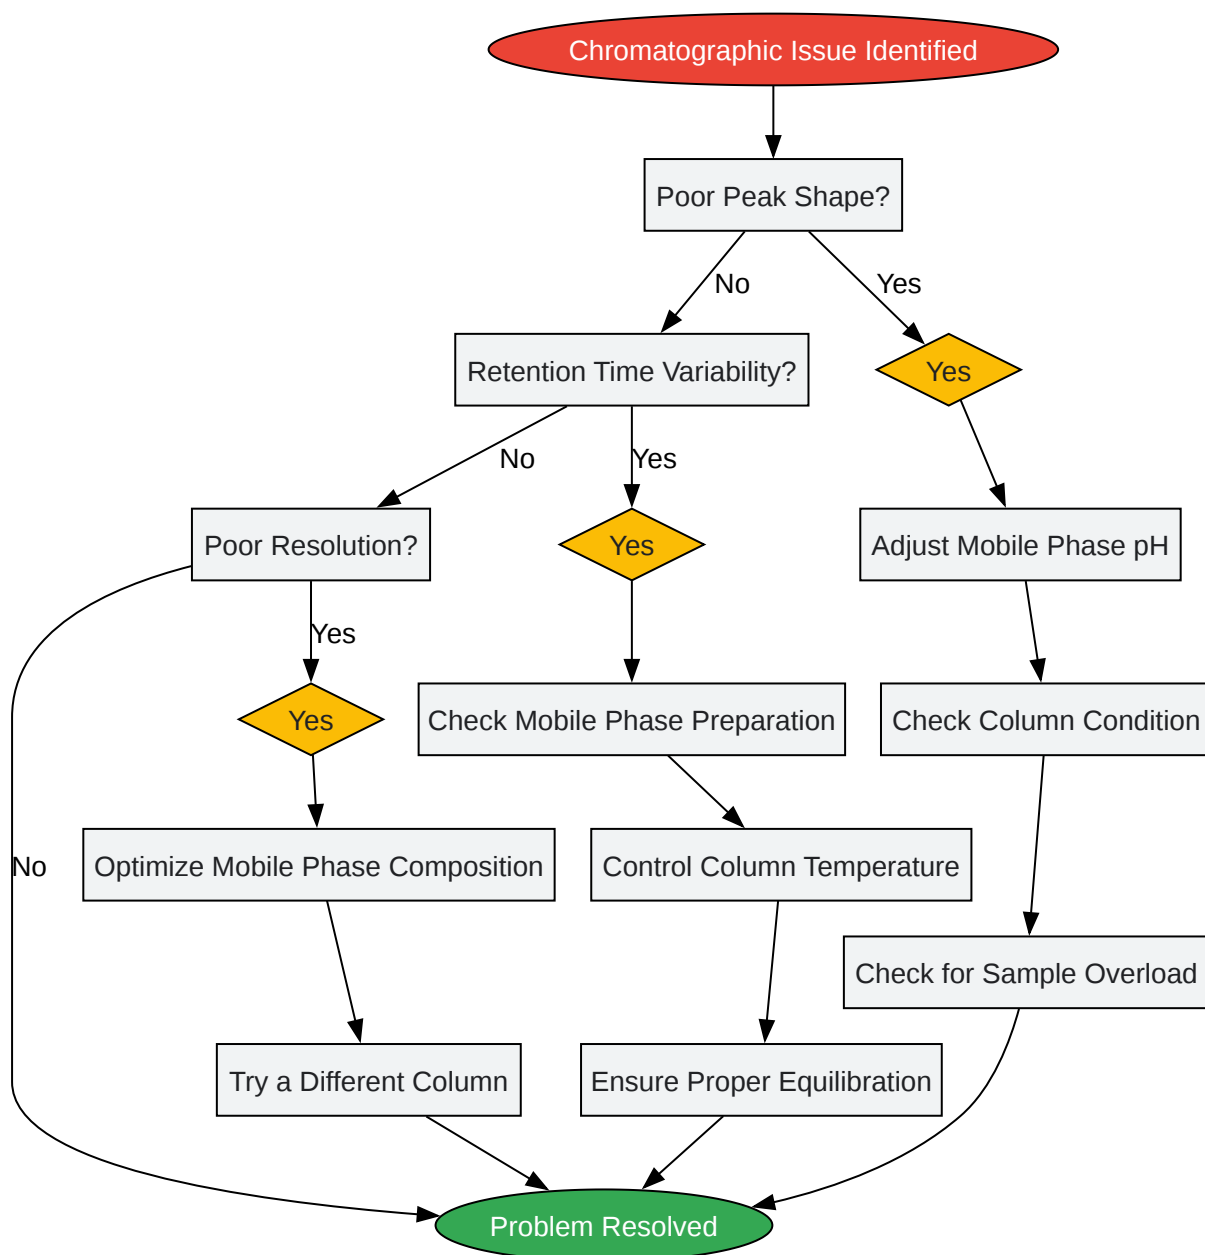 Chromatographic Issue Identified
Poor Peak Shape?
No
Yes
Retention Time Variability?
Yes
No
Yes
Poor Resolution?
Yes
Adjust Mobile Phase pH
Yes
Yes
Check Mobile Phase Preparation
Check Column Condition
No
Optimize Mobile Phase Composition
Control Column Temperature
Check for Sample Overload
Try a Different Column
Ensure Proper Equilibration
Problem Resolved